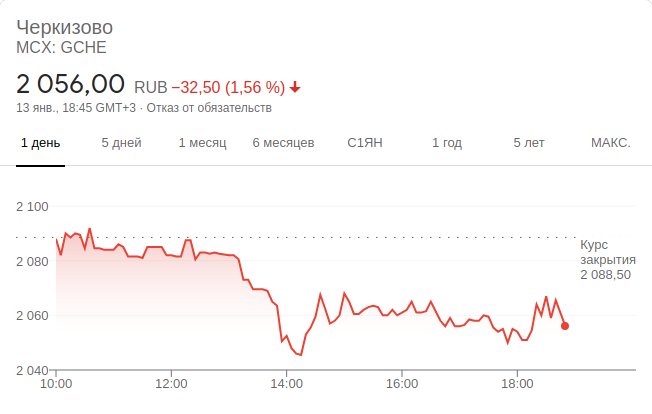 Черкизово
MCX: GCHE
2 056,00 RUB −32,50 (1,56 %)
13 янв., 18:45 GMT+3 · Отказ от обязательств
1 день 5 дней 1 месяц 6 месяцев С1ЯН 1 год 5 лет МАКС.
2 100
Курс
закрытия
2 088,50
2 080
2 060
2 040
10:00 12:00 14:00 16:00 18:00